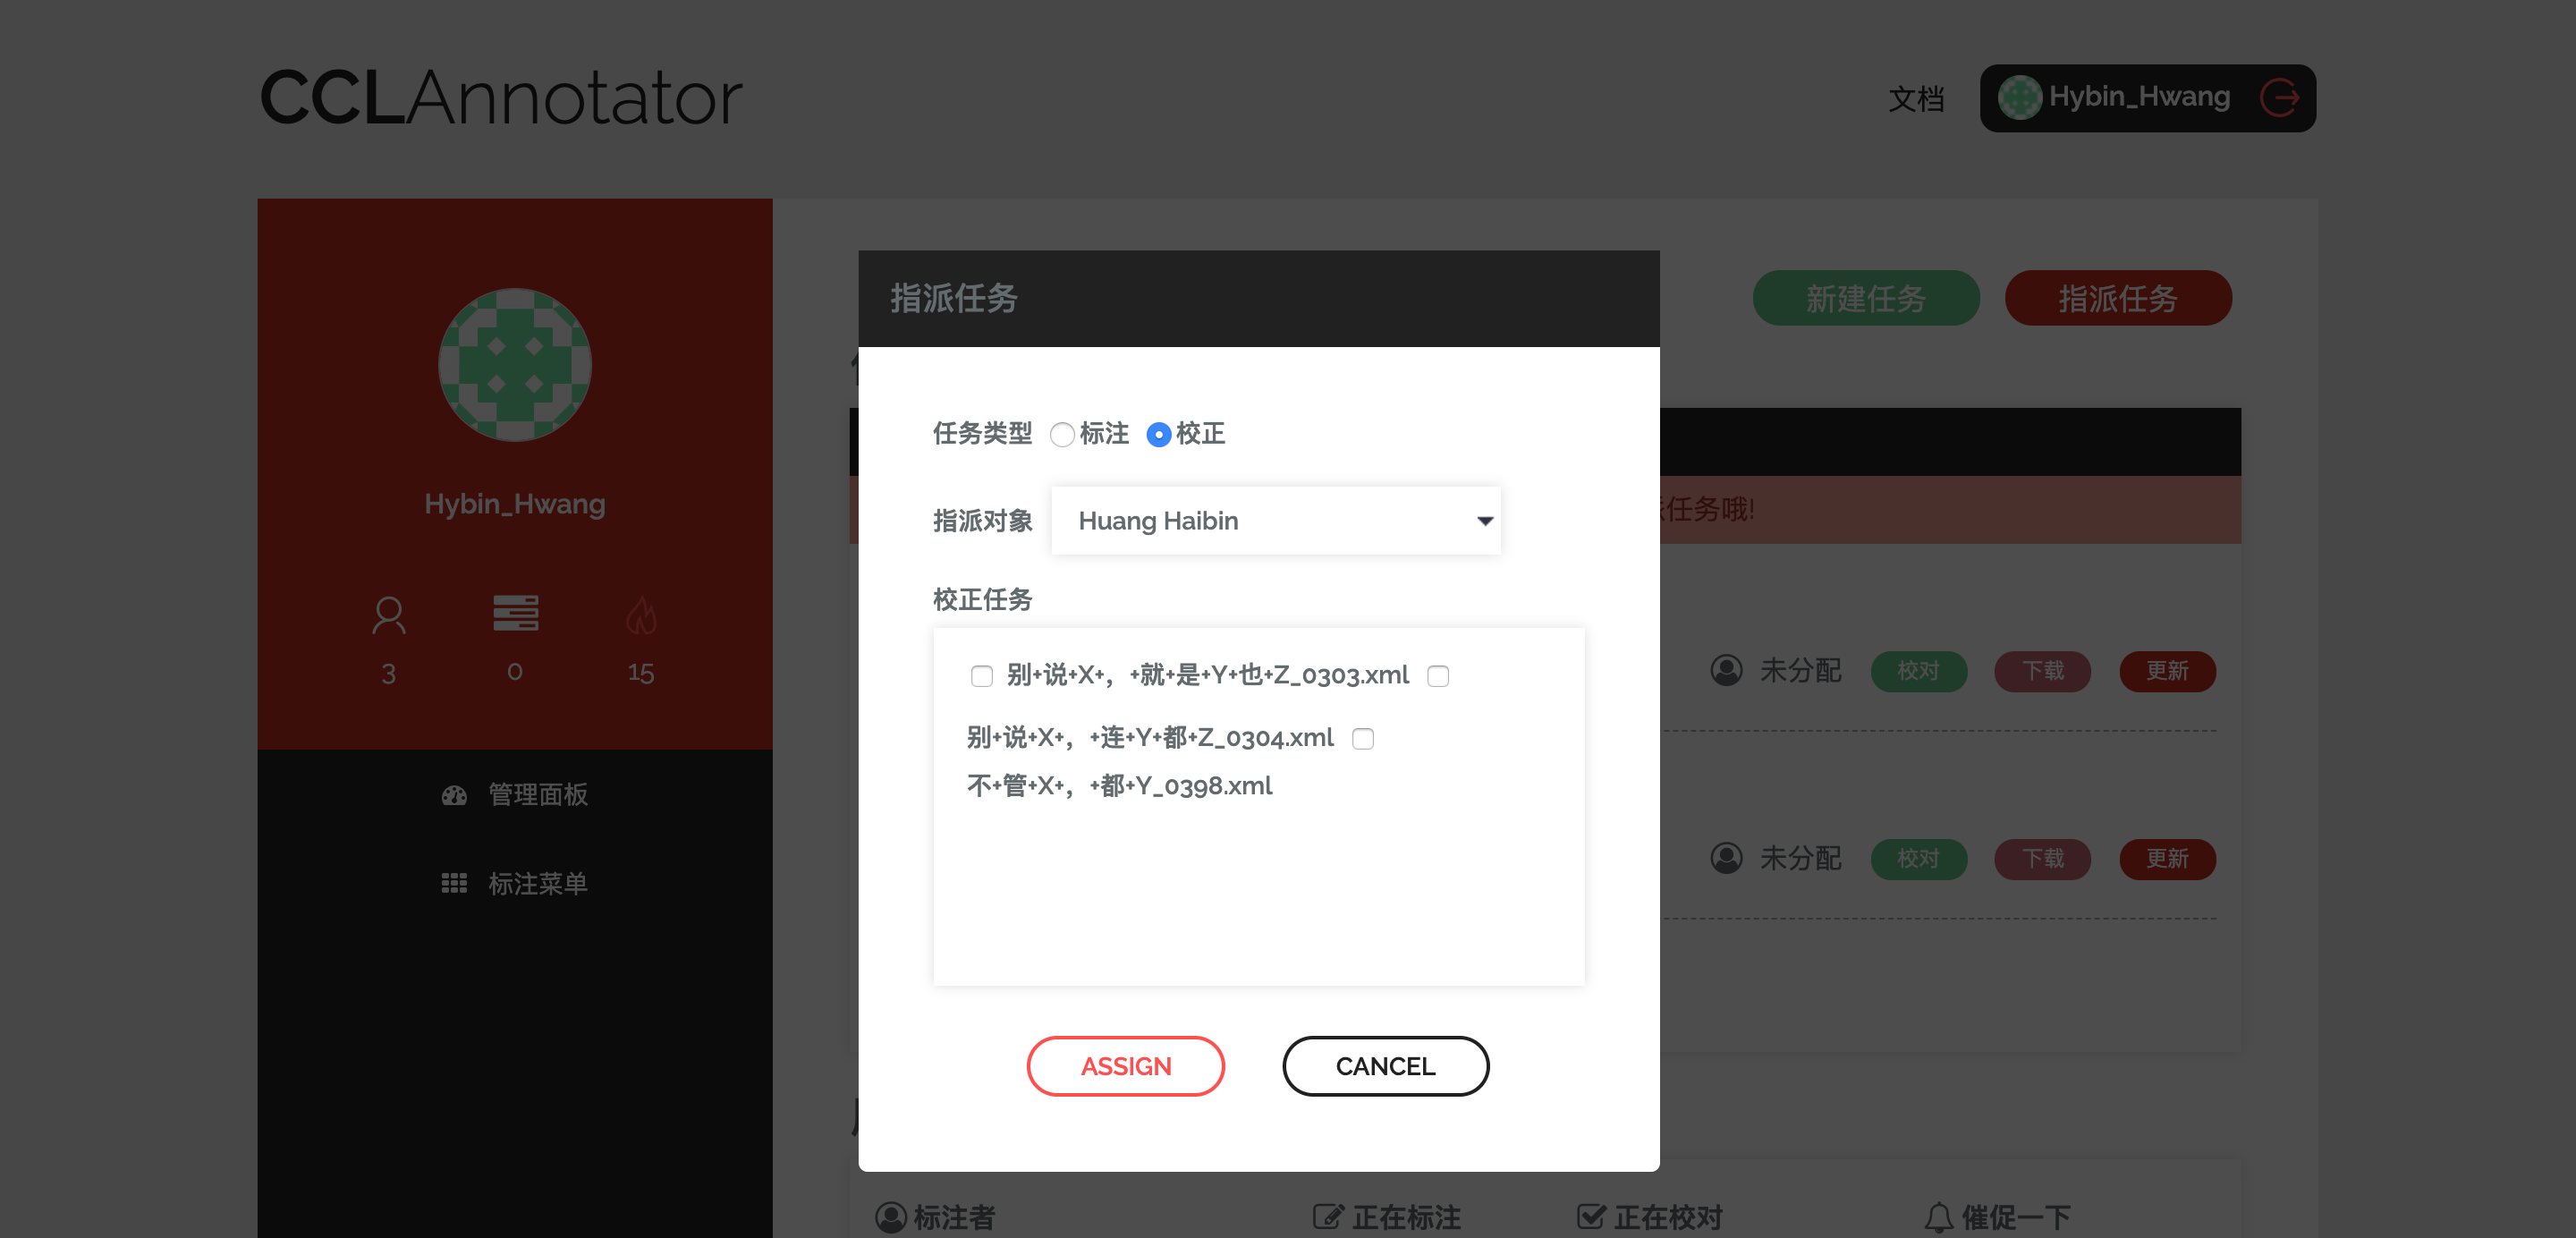 CCLAnnotator
文档
Hybin_Hwang
Hybin_Hwang
3
0
15
管理面板
标注菜单
新建任务
指派任务
指派任务
任务类型 标注 校正
指派对象 Huang Haibin
校正任务
别+说+X+，+就+是+Y+也+Z_0303.xml
别+说+X+，+连+Y+都+Z_0304.xml
不+管+X+，+都+Y_0398.xml
ASSIGN
CANCEL
任务哦!
未分配 校对 下载 更新
未分配 校对 下载 更新
标注者 正在标注 正在校对 催促一下